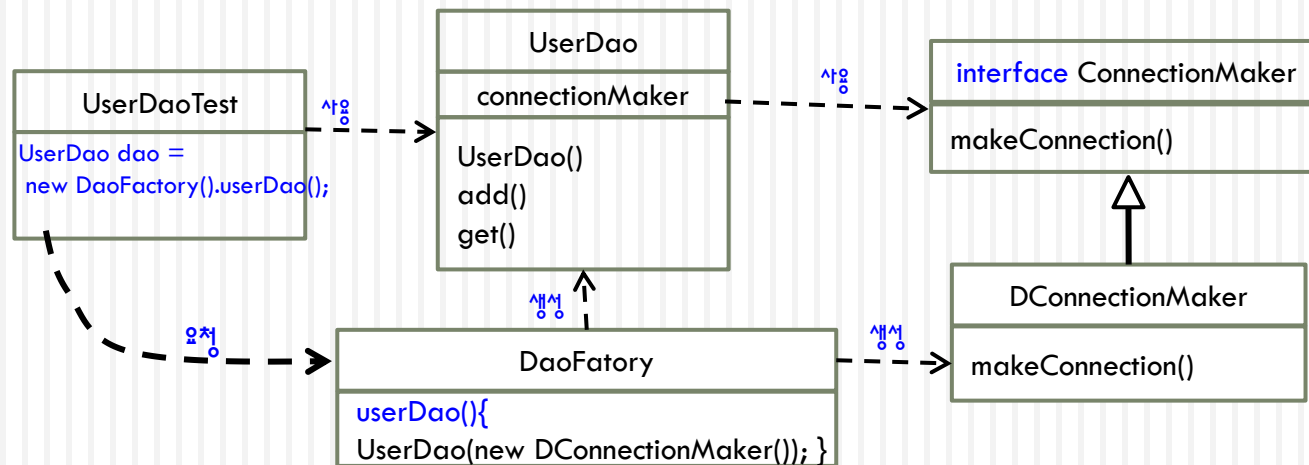 UserDao
connectionMaker
UserDao()
add()
get()
interface ConnectionMaker
makeConnection()
UserDaoTest
UserDao dao =
new DaoFactory().userDao();
사용
사용
생성
요청
생성
DaoFatory
userDao(){
UserDao(new DConnectionMaker()); }
DConnectionMaker
makeConnection()